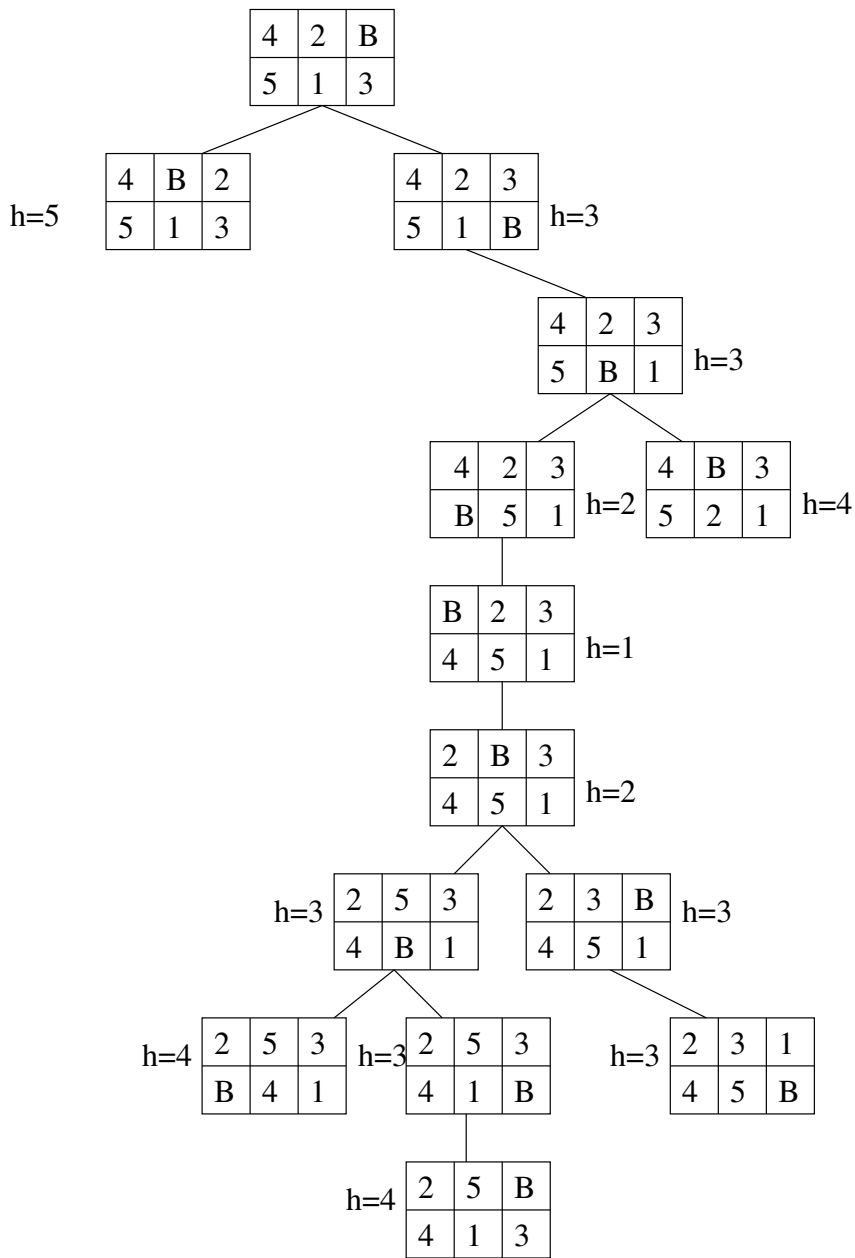 4 2 B
5 1 3
4 B 2
5 1 3
h=5
4 2 3
5 1 B
h=3
4 2 3
5 B 1
h=3
4 2 3
B 5 1
h=2
4 B 3
5 2 1
h=4
B 2 3
4 5 1
h=1
2 B 3
4 5 1
h=2
h=3
2 5 3
4 B 1
2 3 B
4 5 1
h=3
h=4
2 5 3
B 4 1
h=3
2 5 3
4 1 B
h=3
2 3 1
4 5 B
h=4
2 5 B
4 1 3